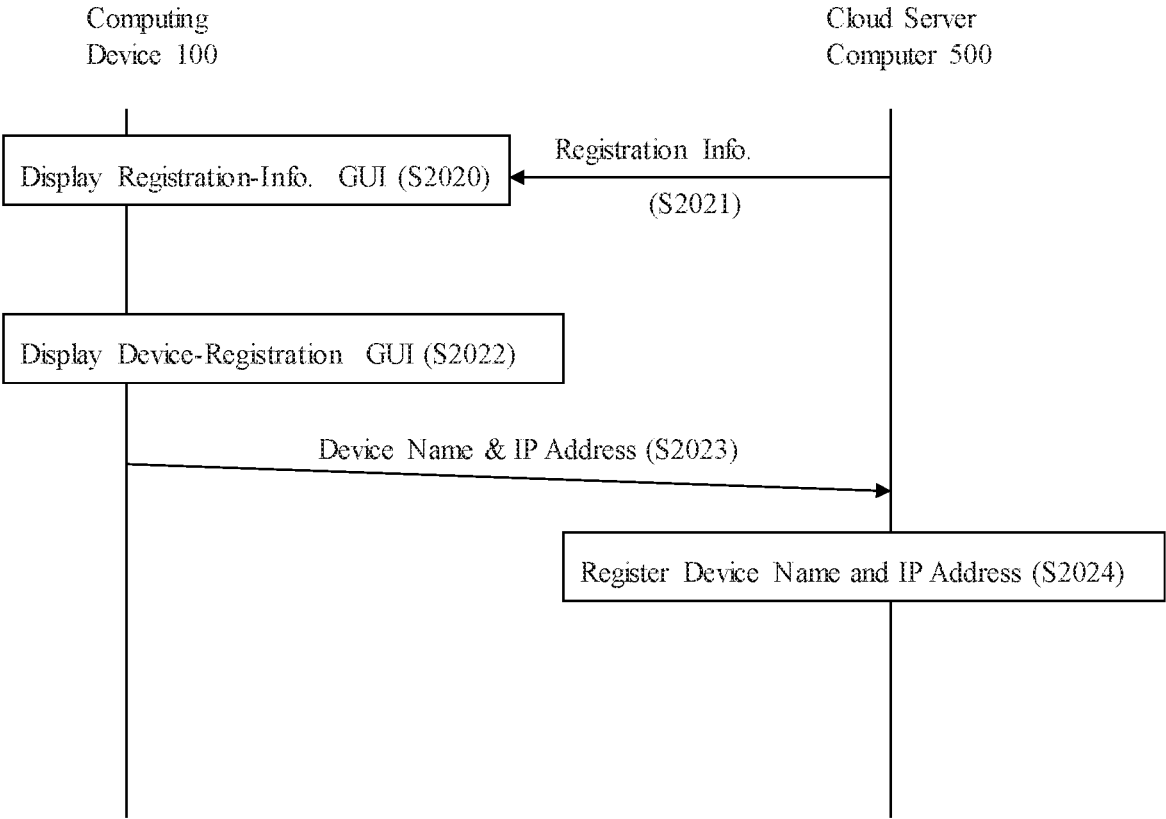 Computing
Device 100
Cloud Server
Computer 500
Registration Info.
Display Registration-Info. GUI (S2020)
(S2021)
Display Device-Registration GUI (S2022)
Device Name & IP Address (S2023)
Register Device Name and IP Address (S2024)